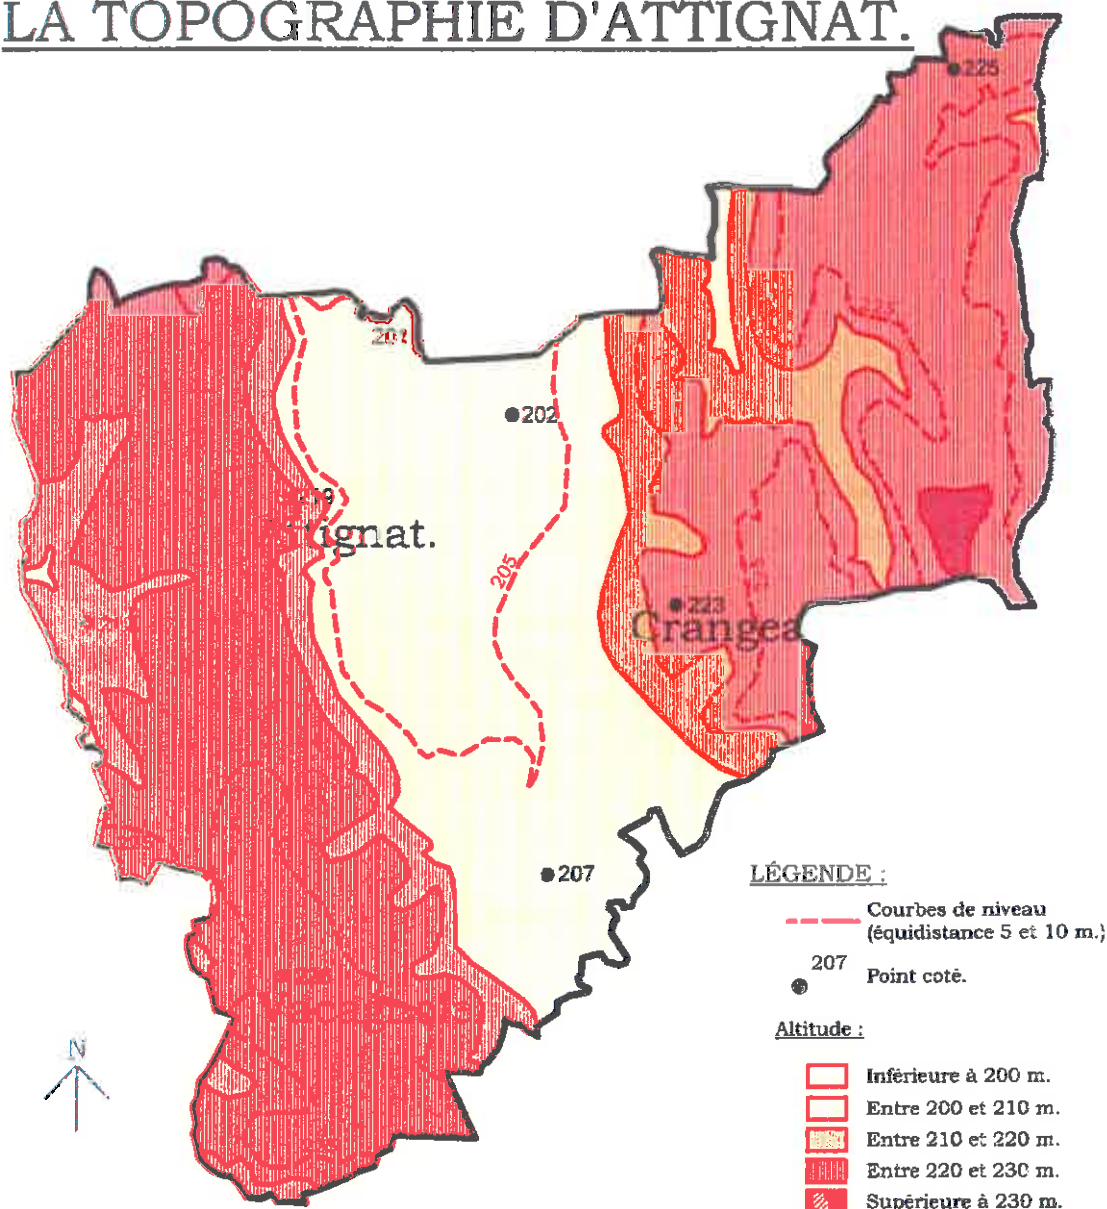 LA TOPOGRAPHIE D'ATTIGNAT.
225
201
202
205
223
207
LÉGENDE :
Courbes de niveau
(équidistance 5 et 10 m.)
207
Point coté.
Altitude :
N
Inférieure à 200 m.
Entre 200 et 210 m.
Entre 210 et 220 m.
Entre 220 et 230 m.
Supérieure à 230 m.